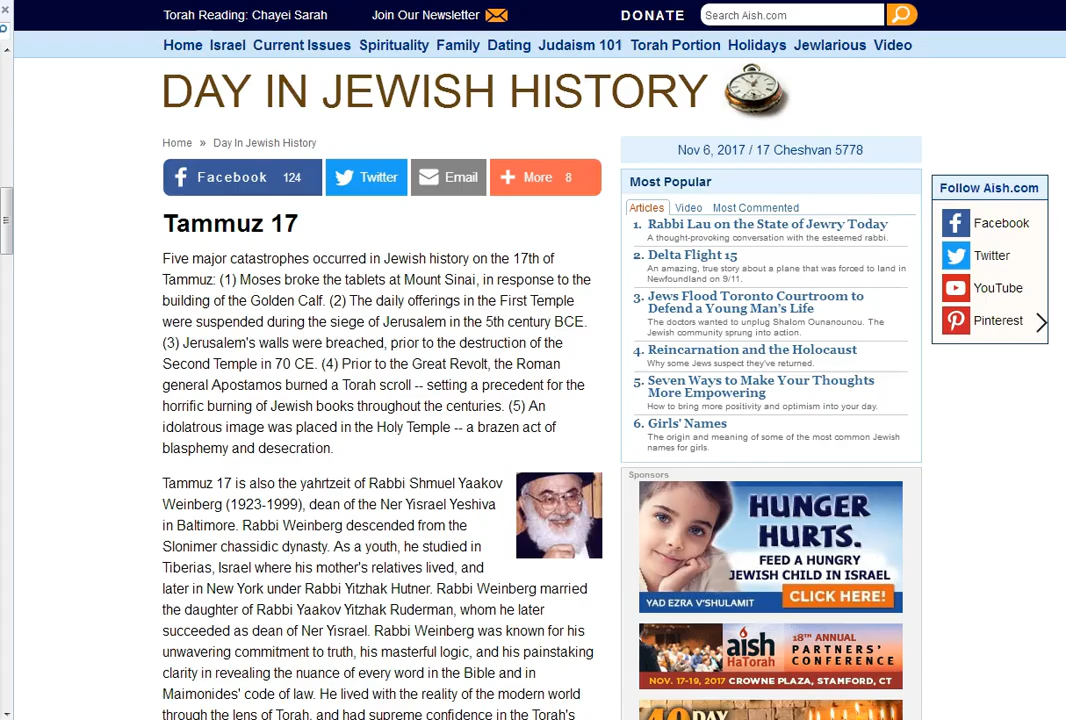 Torah Reading: Chayei Sarah
Join Our Newsletter
DONATE
Search Aish.com
Home Israel Current Issues Spirituality Family Dating Judaism 101 Torah Portion Holidays Jewlarious Video
DAY IN JEWISH HISTORY
Home » Day In Jewish History
Facebook 124
Twitter
Email
More 8
Tammuz 17
Five major catastrophes occurred in Jewish history on the 17th of
Tammuz: (1) Moses broke the tablets at Mount Sinai, in response to the
building of the Golden Calf. (2) The daily offerings in the First Temple
were suspended during the siege of Jerusalem in the 5th century BCE.
(3) Jerusalem's walls were breached, prior to the destruction of the
Second Temple in 70 CE. (4) Prior to the Great Revolt, the Roman
general Apostamos burned a Torah scroll -- setting a precedent for the
horrific burning of Jewish books throughout the centuries. (5) An
idolatrous image was placed in the Holy Temple -- a brazen act of
blasphemy and desecration.
Tammuz 17 is also the yahrtzeit of Rabbi Shmuel Yaakov
Weinberg (1923-1999), dean of the Ner Yisrael Yeshiva
in Baltimore. Rabbi Weinberg descended from the
Slonimer chassidic dynasty. As a youth, he studied in
Tiberias, Israel where his mother's relatives lived, and
later in New York under Rabbi Yitzhak Hutner. Rabbi Weinberg married
the daughter of Rabbi Yaakov Yitzhak Ruderman, whom he later
succeeded as dean of Ner Yisrael. Rabbi Weinberg was known for his
unwavering commitment to truth, his masterful logic, and his painstaking
clarity in revealing the nuance of every word in the Bible and in
Maimonides' code of law. He lived with the reality of the modern world
through the lens of Torah, and had supreme confidence in the Torah's
Nov 6, 2017 / 17 Cheshvan 5778
Most Popular
Articles Video Most Commented
1. Rabbi Lau on the State of Jewry Today
A thought-provoking conversation with the esteemed rabbi.
2. Delta Flight 15
An amazing, true story about a plane that was forced to land in
Newfoundland on 9/11.
3. Jews Flood Toronto Courtroom to
Defend a Young Man's Life
The doctors wanted to unplug Shalom Ounanounou. The
Jewish community sprung into action.
4. Reincarnation and the Holocaust
Why some Jews suspect they've returned.
5. Seven Ways to Make Your Thoughts
More Empowering
How to bring more positivity and optimism into your day.
6. Girls' Names
The origin and meaning of some of the most common Jewish
names for girls.
Sponsors
HUNGER
HURTS.
FEED A HUNGRY
JEWISH CHILD IN ISRAEL
YAD EZRA V'SHULAMIT
CLICK HERE!
aish
HaTorah
18TH ANNUAL
PARTNERS'
CONFERENCE
NOV. 17-19, 2017 CROWNE PLAZA, STAMFORD, CT
40 DAY
Follow Aish.com
Facebook
Twitter
YouTube
Pinterest